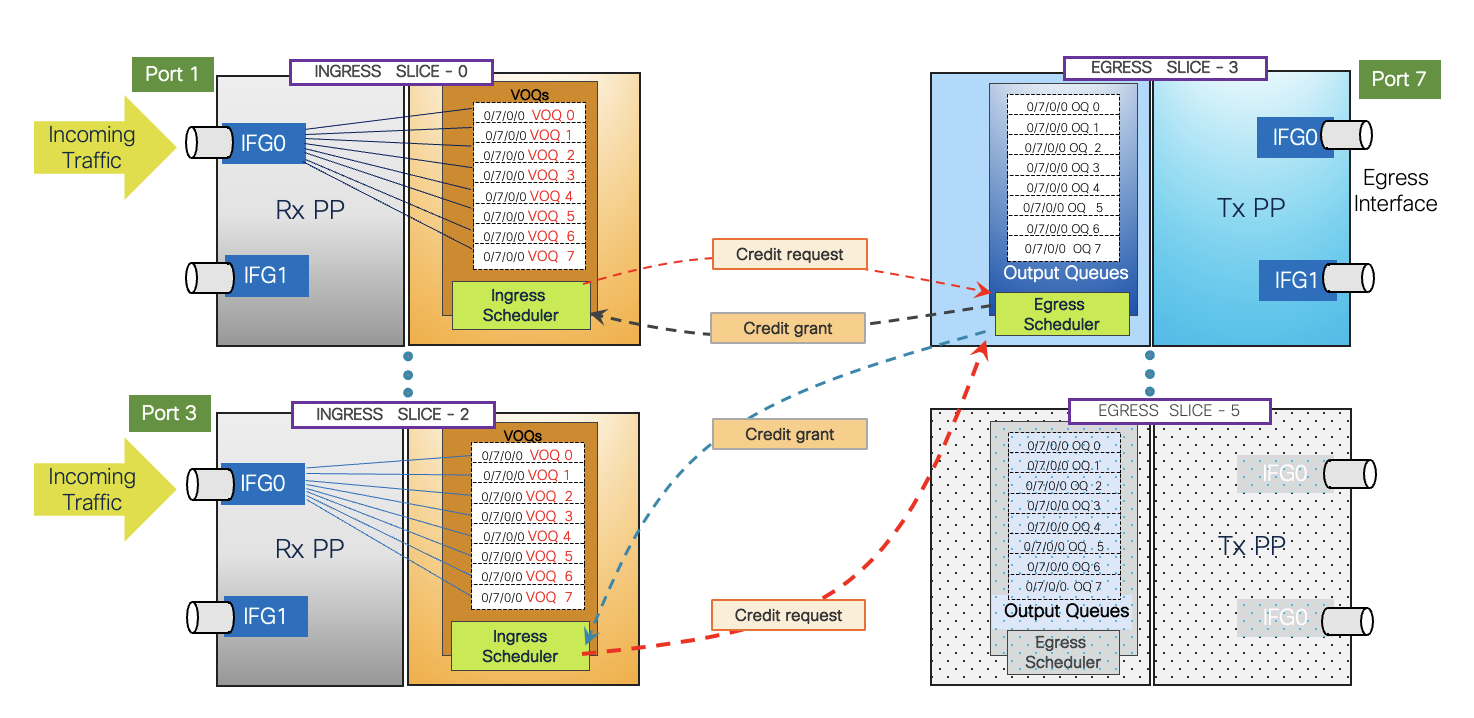 Port 1
INGRESS SLICE - 0
Incoming
Traffic
IFG0
Rx PP
IFG1
VOQs
0/7/0/0 VOQ 0
0/7/0/0 VOQ 1
0/7/0/0 VOQ 2
0/7/0/0 VOQ 3
0/7/0/0 VOQ 4
0/7/0/0 VOQ 5
0/7/0/0 VOQ 6
0/7/0/0 VOQ 7
Ingress
Scheduler
Credit request
Credit grant
EGRESS SLICE - 3
Port 7
0/7/0/0 OQ 0
0/7/0/0 OQ 1
0/7/0/0 OQ 2
0/7/0/0 OQ 3
0/7/0/0 OQ 4
0/7/0/0 OQ 5
0/7/0/0 OQ 6
0/7/0/0 OQ 7
Output Queues
Egress
Scheduler
IFG0
Tx PP
IFG1
Egress
Interface
Port 3
INGRESS SLICE - 2
Incoming
Traffic
IFG0
Rx PP
IFG1
VOQs
0/7/0/0 VOQ 0
0/7/0/0 VOQ 1
0/7/0/0 VOQ 2
0/7/0/0 VOQ 3
0/7/0/0 VOQ 4
0/7/0/0 VOQ 5
0/7/0/0 VOQ 6
0/7/0/0 VOQ 7
Ingress
Scheduler
Credit grant
Credit request
EGRESS SLICE - 5
0/7/0/0 OQ 0
0/7/0/0 OQ 1
0/7/0/0 OQ 2
0/7/0/0 OQ 3
0/7/0/0 OQ 4
0/7/0/0 OQ 5
0/7/0/0 OQ 6
0/7/0/0 OQ 7
Output Queues
Egress
Scheduler
IFG0
Tx PP
IFG0